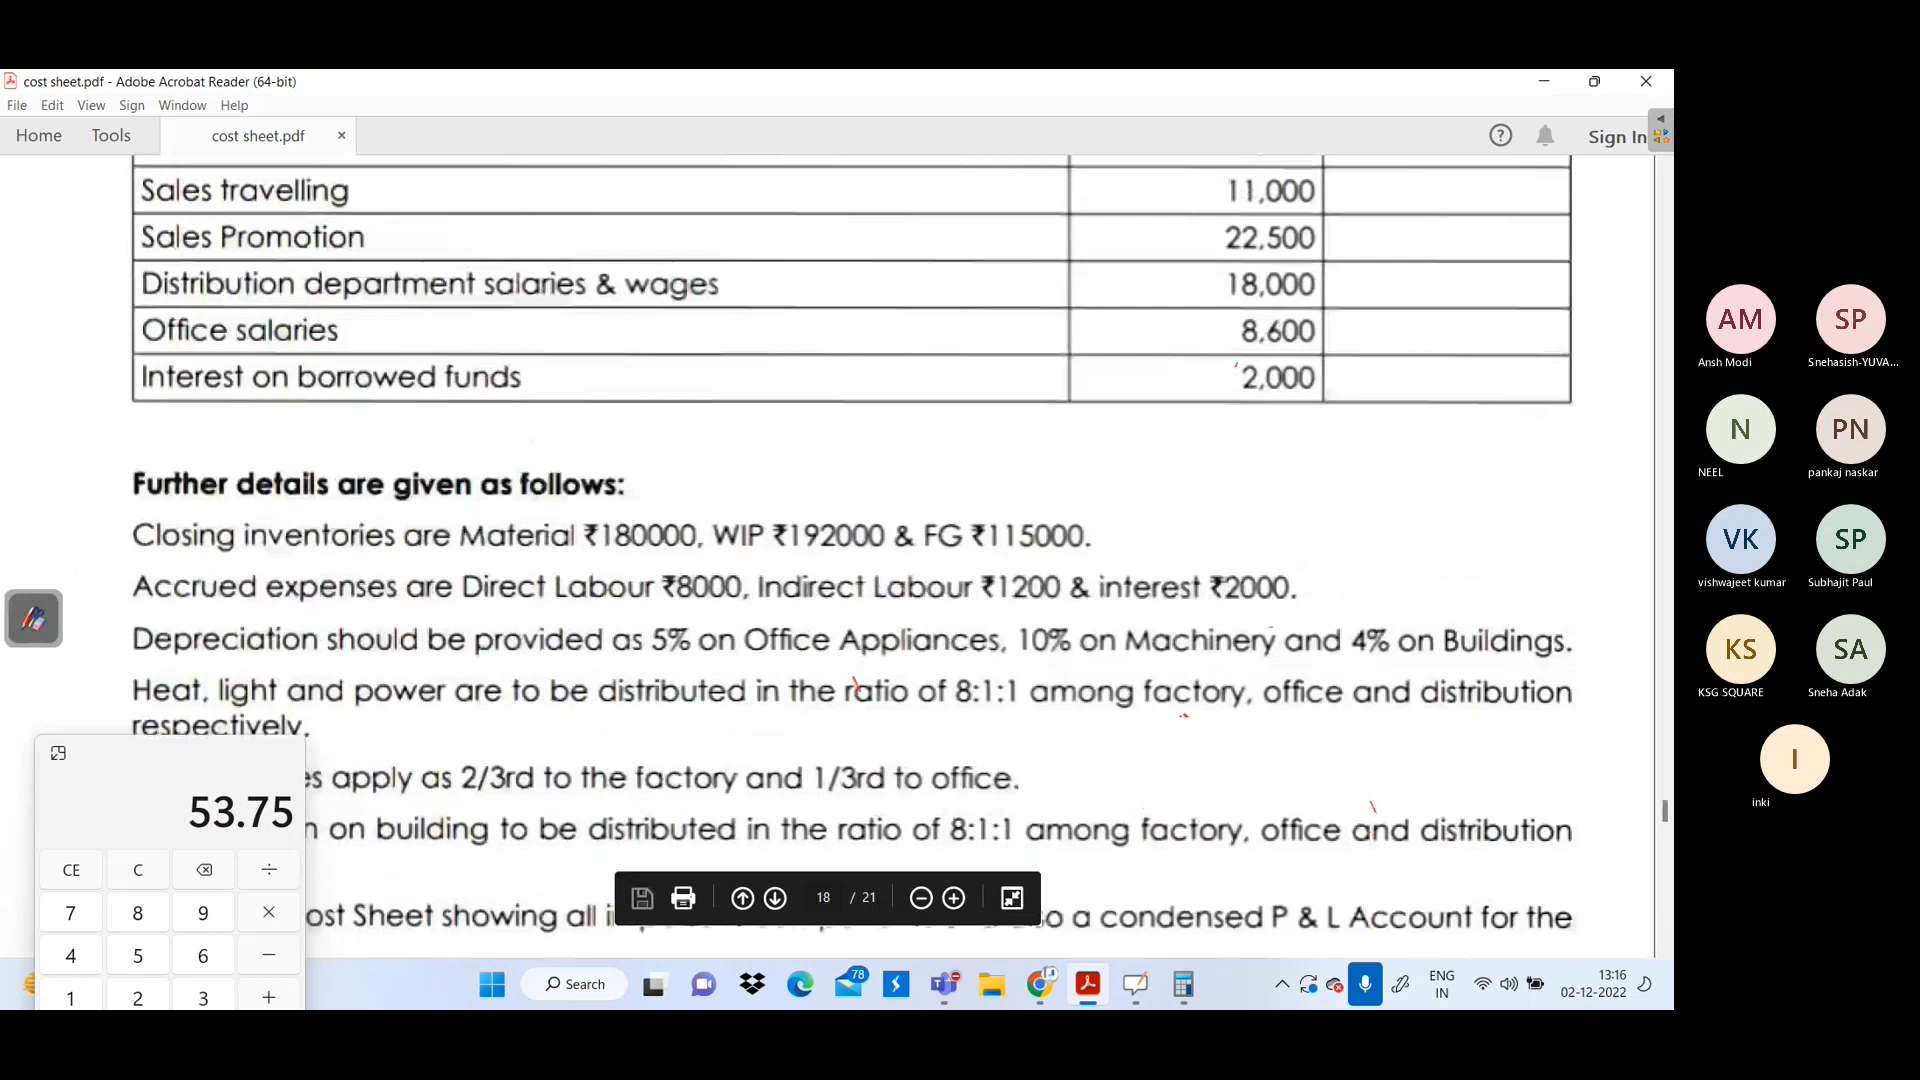 cost sheet.pdf - Adobe Acrobat Reader (64-bit)
File Edit View Sign Window Help
Home Tools cost sheet.pdf × Sign In
Sales travelling 11,000
Sales Promotion 22,500
Distribution department salaries & wages 18,000
Office salaries 8,600
Interest on borrowed funds 2,000
Further details are given as follows:
Closing inventories are Material ₹180000, WIP ₹192000 & FG ₹115000.
Accrued expenses are Direct Labour ₹8000, Indirect Labour ₹1200 & interest ₹2000.
Depreciation should be provided as 5% on Office Appliances, 10% on Machinery and 4% on Buildings.
Heat, light and power are to be distributed in the ratio of 8:1:1 among factory, office and distribution
respectively.
apply as 2/3rd to the factory and 1/3rd to office.
on building to be distributed in the ratio of 8:1:1 among factory, office and distribution
Sheet showing all a condensed P & L Account for the
18 / 21
53.75
CE C ÷
7 8 9 ×
4 5 6 −
1 2 3 +
Search
78
ENG
IN
13:16
02-12-2022
AM
Ansh Modi
SP
Snehasish-YUVA...
N
NEEL
PN
pankaj naskar
VK
vishwajeet kumar
SP
Subhajit Paul
KS
KSG SQUARE
SA
Sneha Adak
I
inki